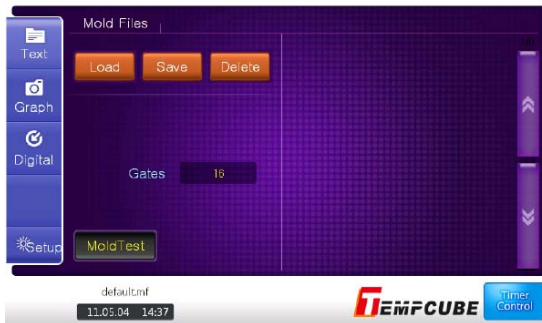 Mold Files
Text
Load Save Delete
Graph
Digital
Gates 16
Setup
MoldTest
default.mf
11.05.04 14:37
TEMPCUBE
Timer
Control